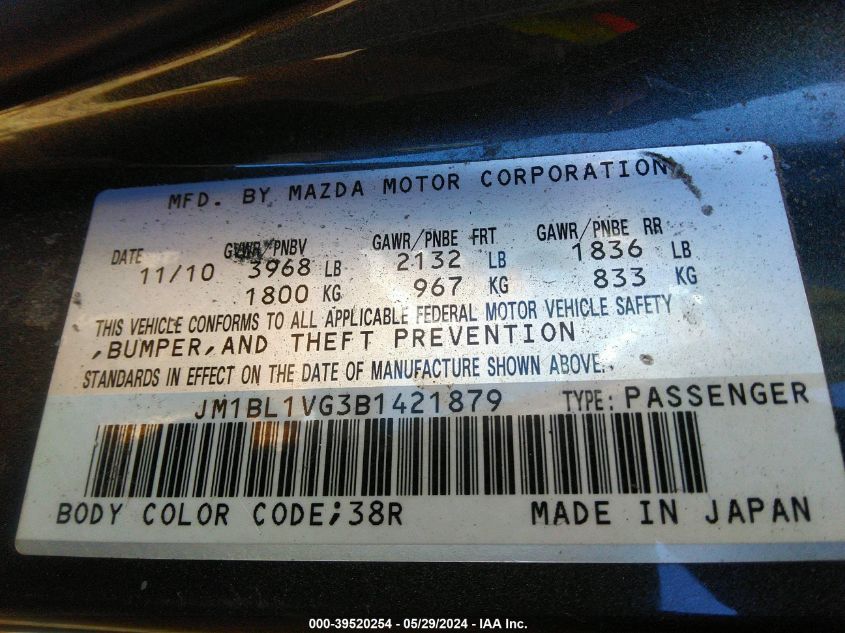 MFD. BY MAZDA MOTOR CORPORATION
DATE GVWR/PNBV GAWR/PNBE FRT GAWR/PNBE RR
11/10 3968 LB 2132 LB 1836 LB
1800 KG 967 KG 833 KG
THIS VEHICLE CONFORMS TO ALL APPLICABLE FEDERAL MOTOR VEHICLE SAFETY
,BUMPER,AND THEFT PREVENTION
STANDARDS IN EFFECT ON THE DATE OF MANUFACTURE SHOWN ABOVE.
JM1BL1VG3B1421879 TYPE: PASSENGER
BODY COLOR CODE;38R MADE IN JAPAN
000-39520254 - 05/29/2024 - IAA Inc.